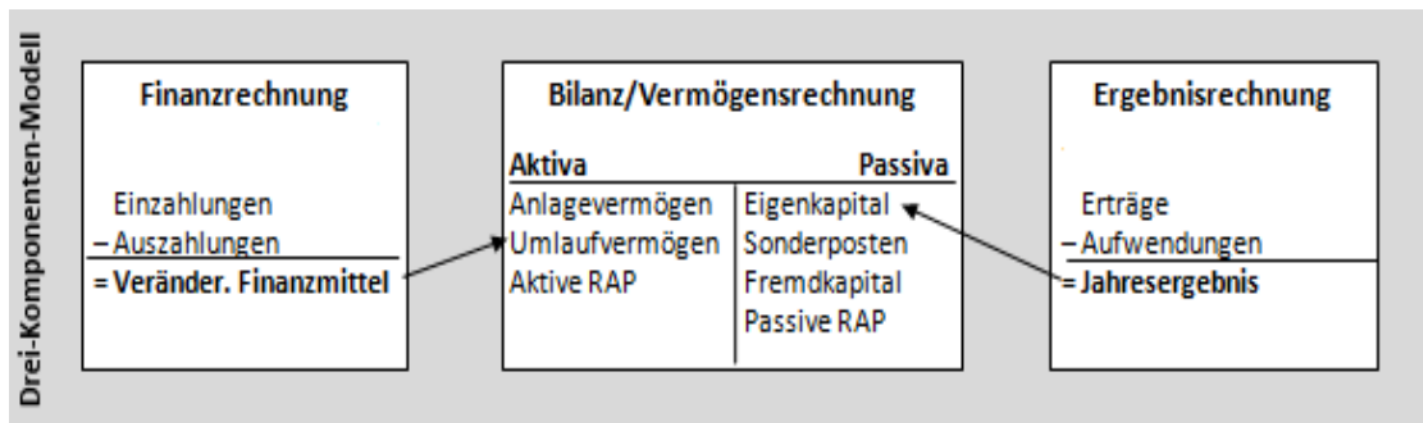 Drei-Komponenten-Modell
Finanzrechnung
Einzahlungen
– Auszahlungen
= Veränder. Finanzmittel
Bilanz/Vermögensrechnung
Aktiva Passiva
Anlagevermögen Eigenkapital
Umlaufvermögen Sonderposten
Aktive RAP Fremdkapital
Passive RAP
Ergebnisrechnung
Erträge
– Aufwendungen
= Jahresergebnis